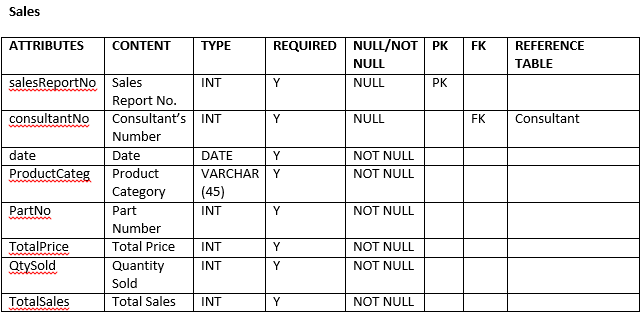 Sales
ATTRIBUTES CONTENT TYPE REQUIRED NULL/NOT NULL PK FK REFERENCE TABLE
salesReportNo Sales Report No. INT Y NULL PK
consultantNo Consultant's Number INT Y NULL FK Consultant
date Date DATE Y NOT NULL
ProductCateg Product Category VARCHAR (45) Y NOT NULL
PartNo Part Number INT Y NOT NULL
TotalPrice Total Price INT Y NOT NULL
QtySold Quantity Sold INT Y NOT NULL
TotalSales Total Sales INT Y NOT NULL